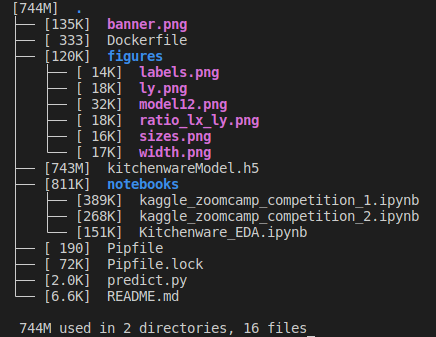 [744M]  .
├── [135K]  banner.png
├── [ 333]  Dockerfile
├── [120K]  figures
│   ├── [ 14K]  labels.png
│   ├── [ 18K]  ly.png
│   ├── [ 32K]  model12.png
│   ├── [ 18K]  ratio_lx_ly.png
│   ├── [ 16K]  sizes.png
│   └── [ 17K]  width.png
├── [743M]  kitchenwareModel.h5
├── [811K]  notebooks
│   ├── [389K]  kaggle_zoomcamp_competition_1.ipynb
│   ├── [268K]  kaggle_zoomcamp_competition_2.ipynb
│   └── [151K]  Kitchenware_EDA.ipynb
├── [ 190]  Pipfile
├── [ 72K]  Pipfile.lock
├── [2.0K]  predict.py
└── [6.6K]  README.md
744M used in 2 directories, 16 files